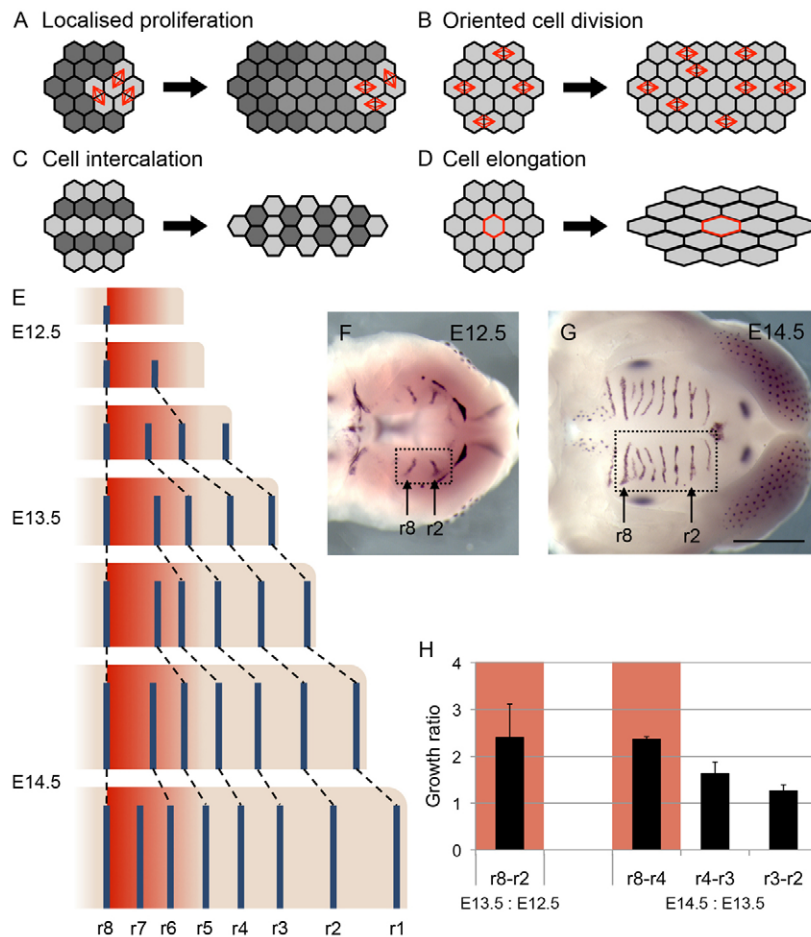 A Localised proliferation
B Oriented cell division
C Cell intercalation
D Cell elongation
E
E12.5
E13.5
E14.5
r8 r7 r6 r5 r4 r3 r2 r1
F E12.5
r8 r2
G E14.5
r8 r2
H
Growth ratio
4
3
2
1
0
r8-r2 r8-r4 r4-r3 r3-r2
E13.5 : E12.5 E14.5 : E13.5